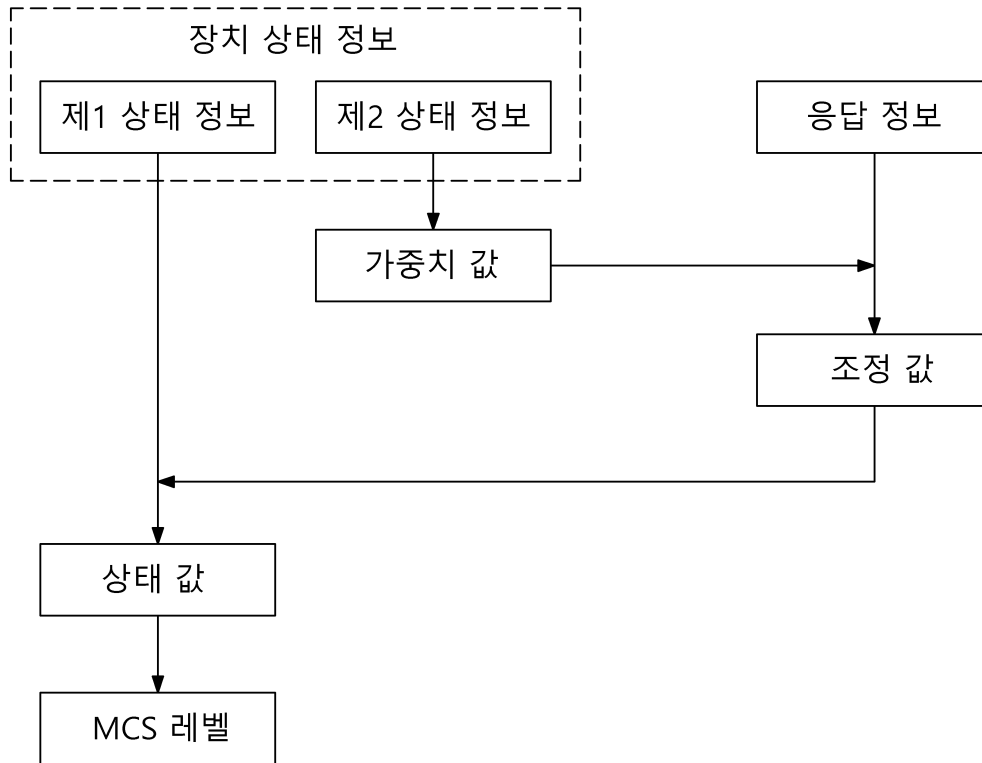 장치 상태 정보
제1 상태 정보
제2 상태 정보
응답 정보
가중치 값
조정 값
상태 값
MCS 레벨